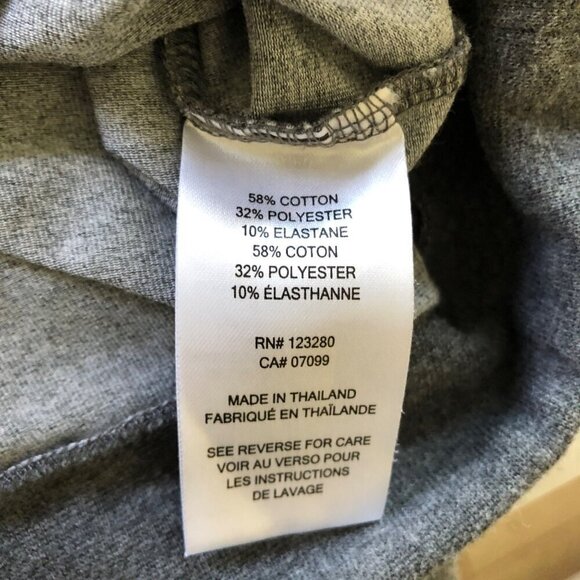 58% COTTON
32% POLYESTER
10% ELASTANE
58% COTON
32% POLYESTER
10% ÉLASTHANNE
RN# 123280
CA# 07099
MADE IN THAILAND
FABRIQUÉ EN THAÏLANDE
SEE REVERSE FOR CARE
VOIR AU VERSO POUR
LES INSTRUCTIONS
DE LAVAGE